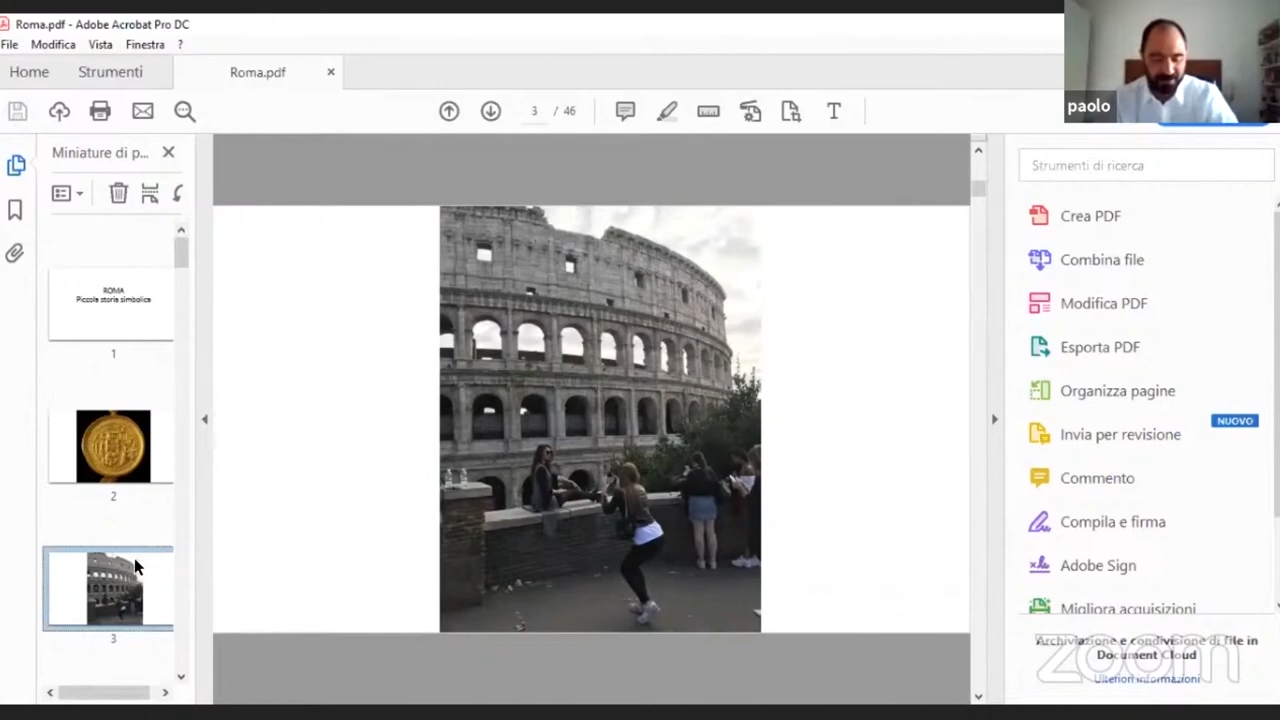 Roma.pdf - Adobe Acrobat Pro DC
File Modifica Vista Finestra ?
Home Strumenti Roma.pdf ×
3 / 46
paolo
Miniature di p...
Strumenti di ricerca
ROMA
Piccola storia simbolica
1
2
3
Crea PDF
Combina file
Modifica PDF
Esporta PDF
Organizza pagine
NUOVO
Invia per revisione
Commento
Compila e firma
Adobe Sign
Migliora acquisizioni
Archiviazione e condivisione di file in
Document Cloud
Ulteriori informazioni
zoom